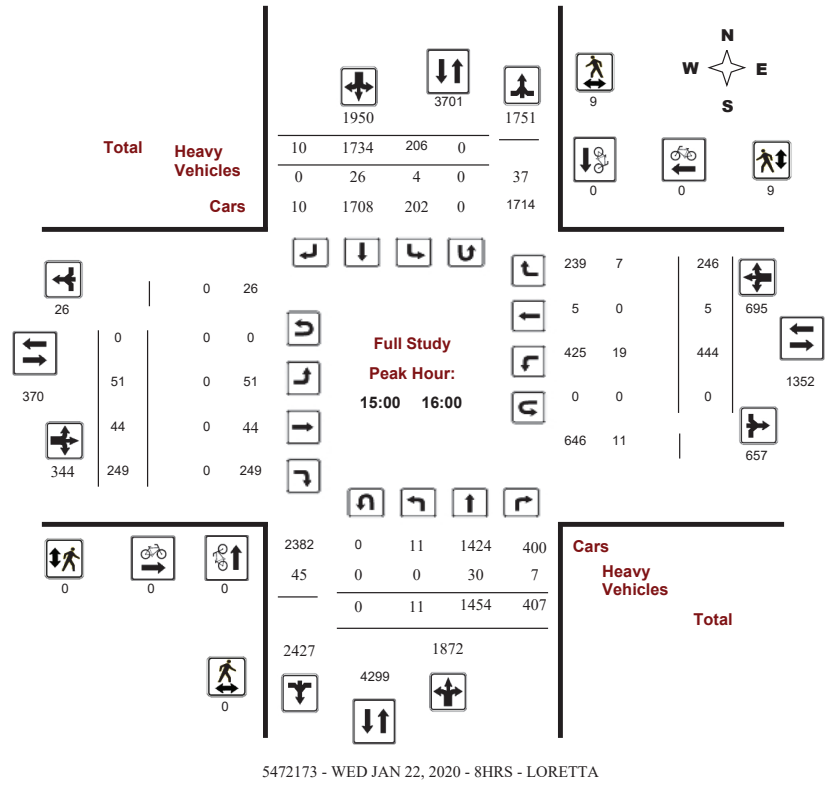 N
W E
S
3701
1950 1751
9
Total Heavy Vehicles
Cars
10 1734 206 0
0 26 4 0 37
10 1708 202 0 1714
0 0 9
239 7 246
5 0 5
425 19 444
0 0 0
646 11
695
1352
657
0 26
26
0 0 0
51 0 51
44 0 44
249 0 249
370
344
Full Study
Peak Hour:
15:00 16:00
2382 0 11 1424 400
45 0 0 30 7
0 11 1454 407
2427 1872
4299
Cars
Heavy
Vehicles
Total
0 0 0
0
5472173 - WED JAN 22, 2020 - 8HRS - LORETTA